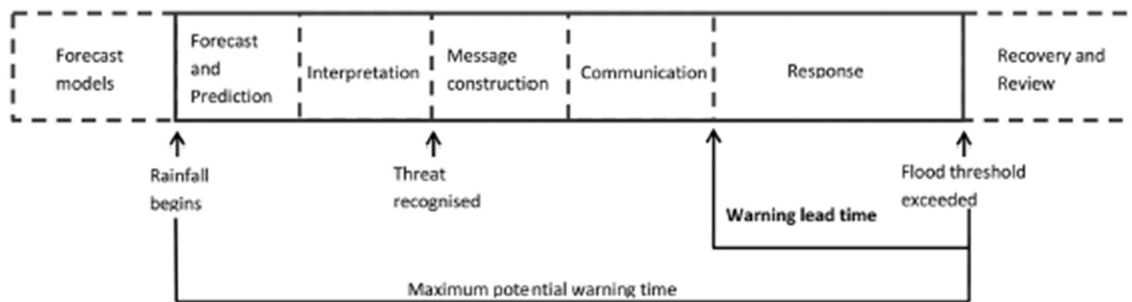 Forecast
models
Forecast
and
Prediction
Interpretation
Message
construction
Communication
Response
Recovery and
Review
Rainfall
begins
Threat
recognised
Flood threshold
exceeded
Warning lead time
Maximum potential warning time